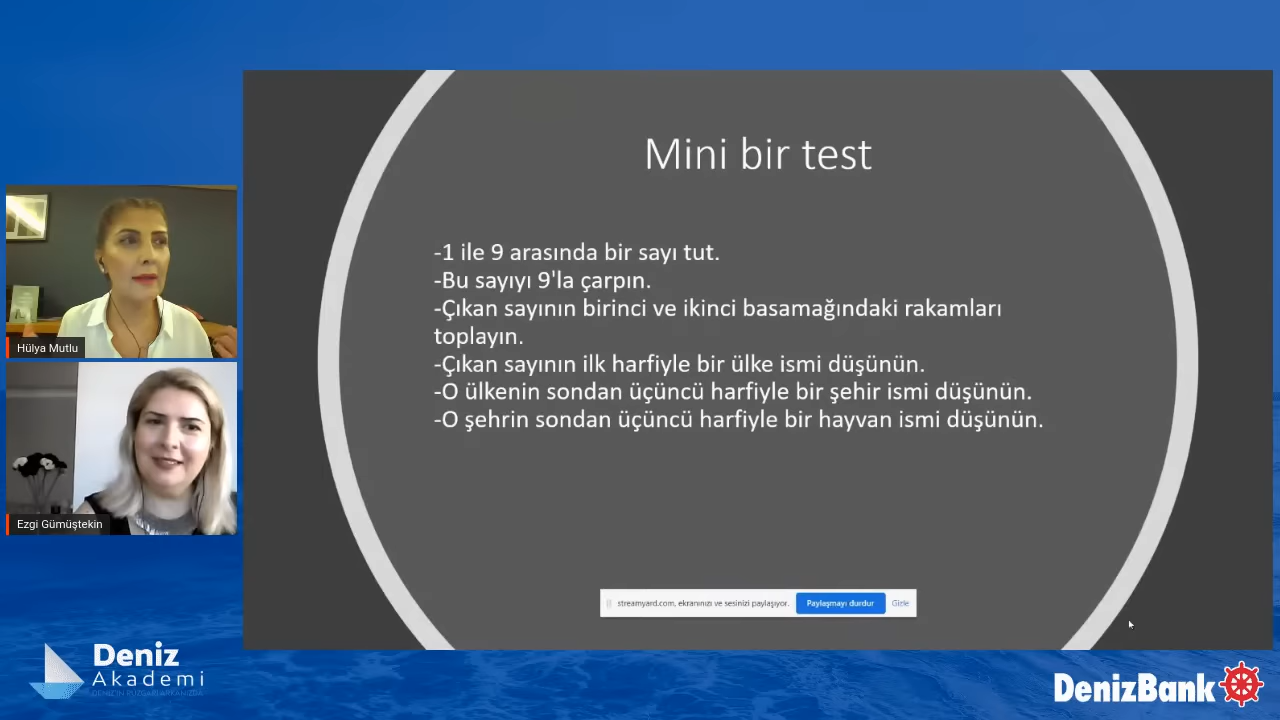 Mini bir test
-1 ile 9 arasında bir sayı tut.
-Bu sayıyı 9'la çarpın.
-Çıkan sayının birinci ve ikinci basamağındaki rakamları
toplayın.
-Çıkan sayının ilk harfiyle bir ülke ismi düşünün.
-O ülkenin sondan üçüncü harfiyle bir şehir ismi düşünün.
-O şehrin sondan üçüncü harfiyle bir hayvan ismi düşünün.
Hülya Mutlu
Ezgi Gümüştekin
streamyard.com, ekranınızı ve sesinizi paylaşıyor.
Paylaşmayı durdur
Gizle
Deniz
Akademi
DENİZ'İN RÜZGARI ARKANIZDA
DenizBank